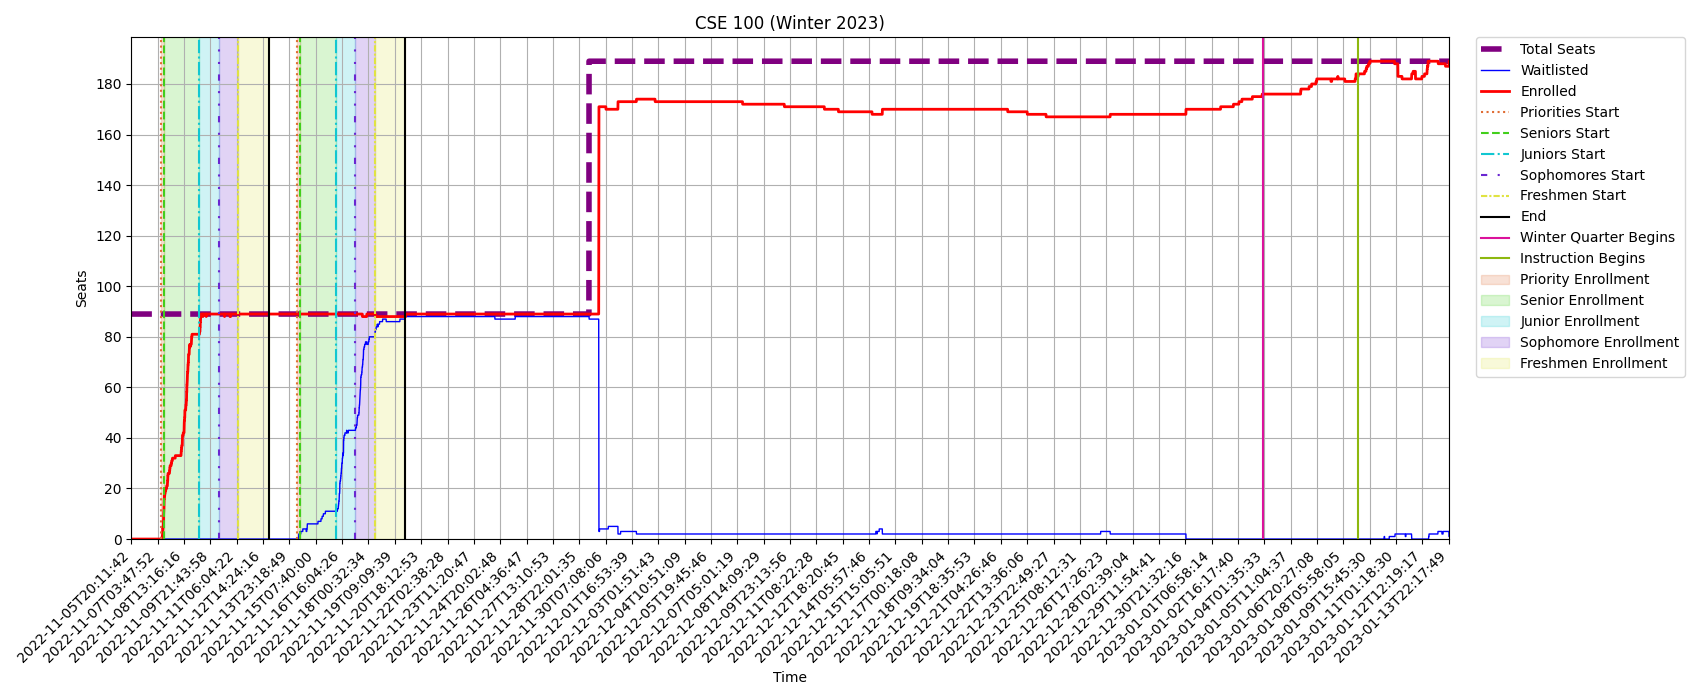 CSE 100 (Winter 2023)
Seats
180
160
140
120
100
80
60
40
20
0
2022-11-05T20:11:42
2022-11-07T03:47:52
2022-11-08T13:16:16
2022-11-09T21:43:58
2022-11-11T06:04:22
2022-11-12T14:24:16
2022-11-13T23:18:49
2022-11-15T07:40:00
2022-11-16T16:04:26
2022-11-18T00:32:34
2022-11-19T09:09:39
2022-11-20T18:12:53
2022-11-22T02:38:28
2022-11-23T11:20:47
2022-11-24T20:02:48
2022-11-26T04:36:47
2022-11-27T13:10:53
2022-11-28T22:01:35
2022-11-30T07:08:06
2022-12-01T16:53:39
2022-12-03T01:51:43
2022-12-04T10:51:09
2022-12-05T19:45:46
2022-12-07T05:01:19
2022-12-08T14:09:29
2022-12-09T23:13:56
2022-12-11T08:22:28
2022-12-12T18:20:45
2022-12-14T05:57:46
2022-12-15T15:05:51
2022-12-17T00:18:08
2022-12-18T09:34:04
2022-12-19T18:35:53
2022-12-21T04:26:46
2022-12-22T13:36:06
2022-12-23T22:49:27
2022-12-25T08:12:31
2022-12-26T17:26:23
2022-12-28T02:39:04
2022-12-29T11:54:41
2022-12-30T21:32:16
2023-01-01T06:58:14
2023-01-02T16:17:40
2023-01-04T01:35:33
2023-01-05T11:04:37
2023-01-06T20:27:08
2023-01-08T05:58:05
2023-01-09T15:45:30
2023-01-11T01:18:30
2023-01-12T12:19:17
2023-01-13T22:17:49
Time
Total Seats
Waitlisted
Enrolled
Priorities Start
Seniors Start
Juniors Start
Sophomores Start
Freshmen Start
End
Winter Quarter Begins
Instruction Begins
Priority Enrollment
Senior Enrollment
Junior Enrollment
Sophomore Enrollment
Freshmen Enrollment